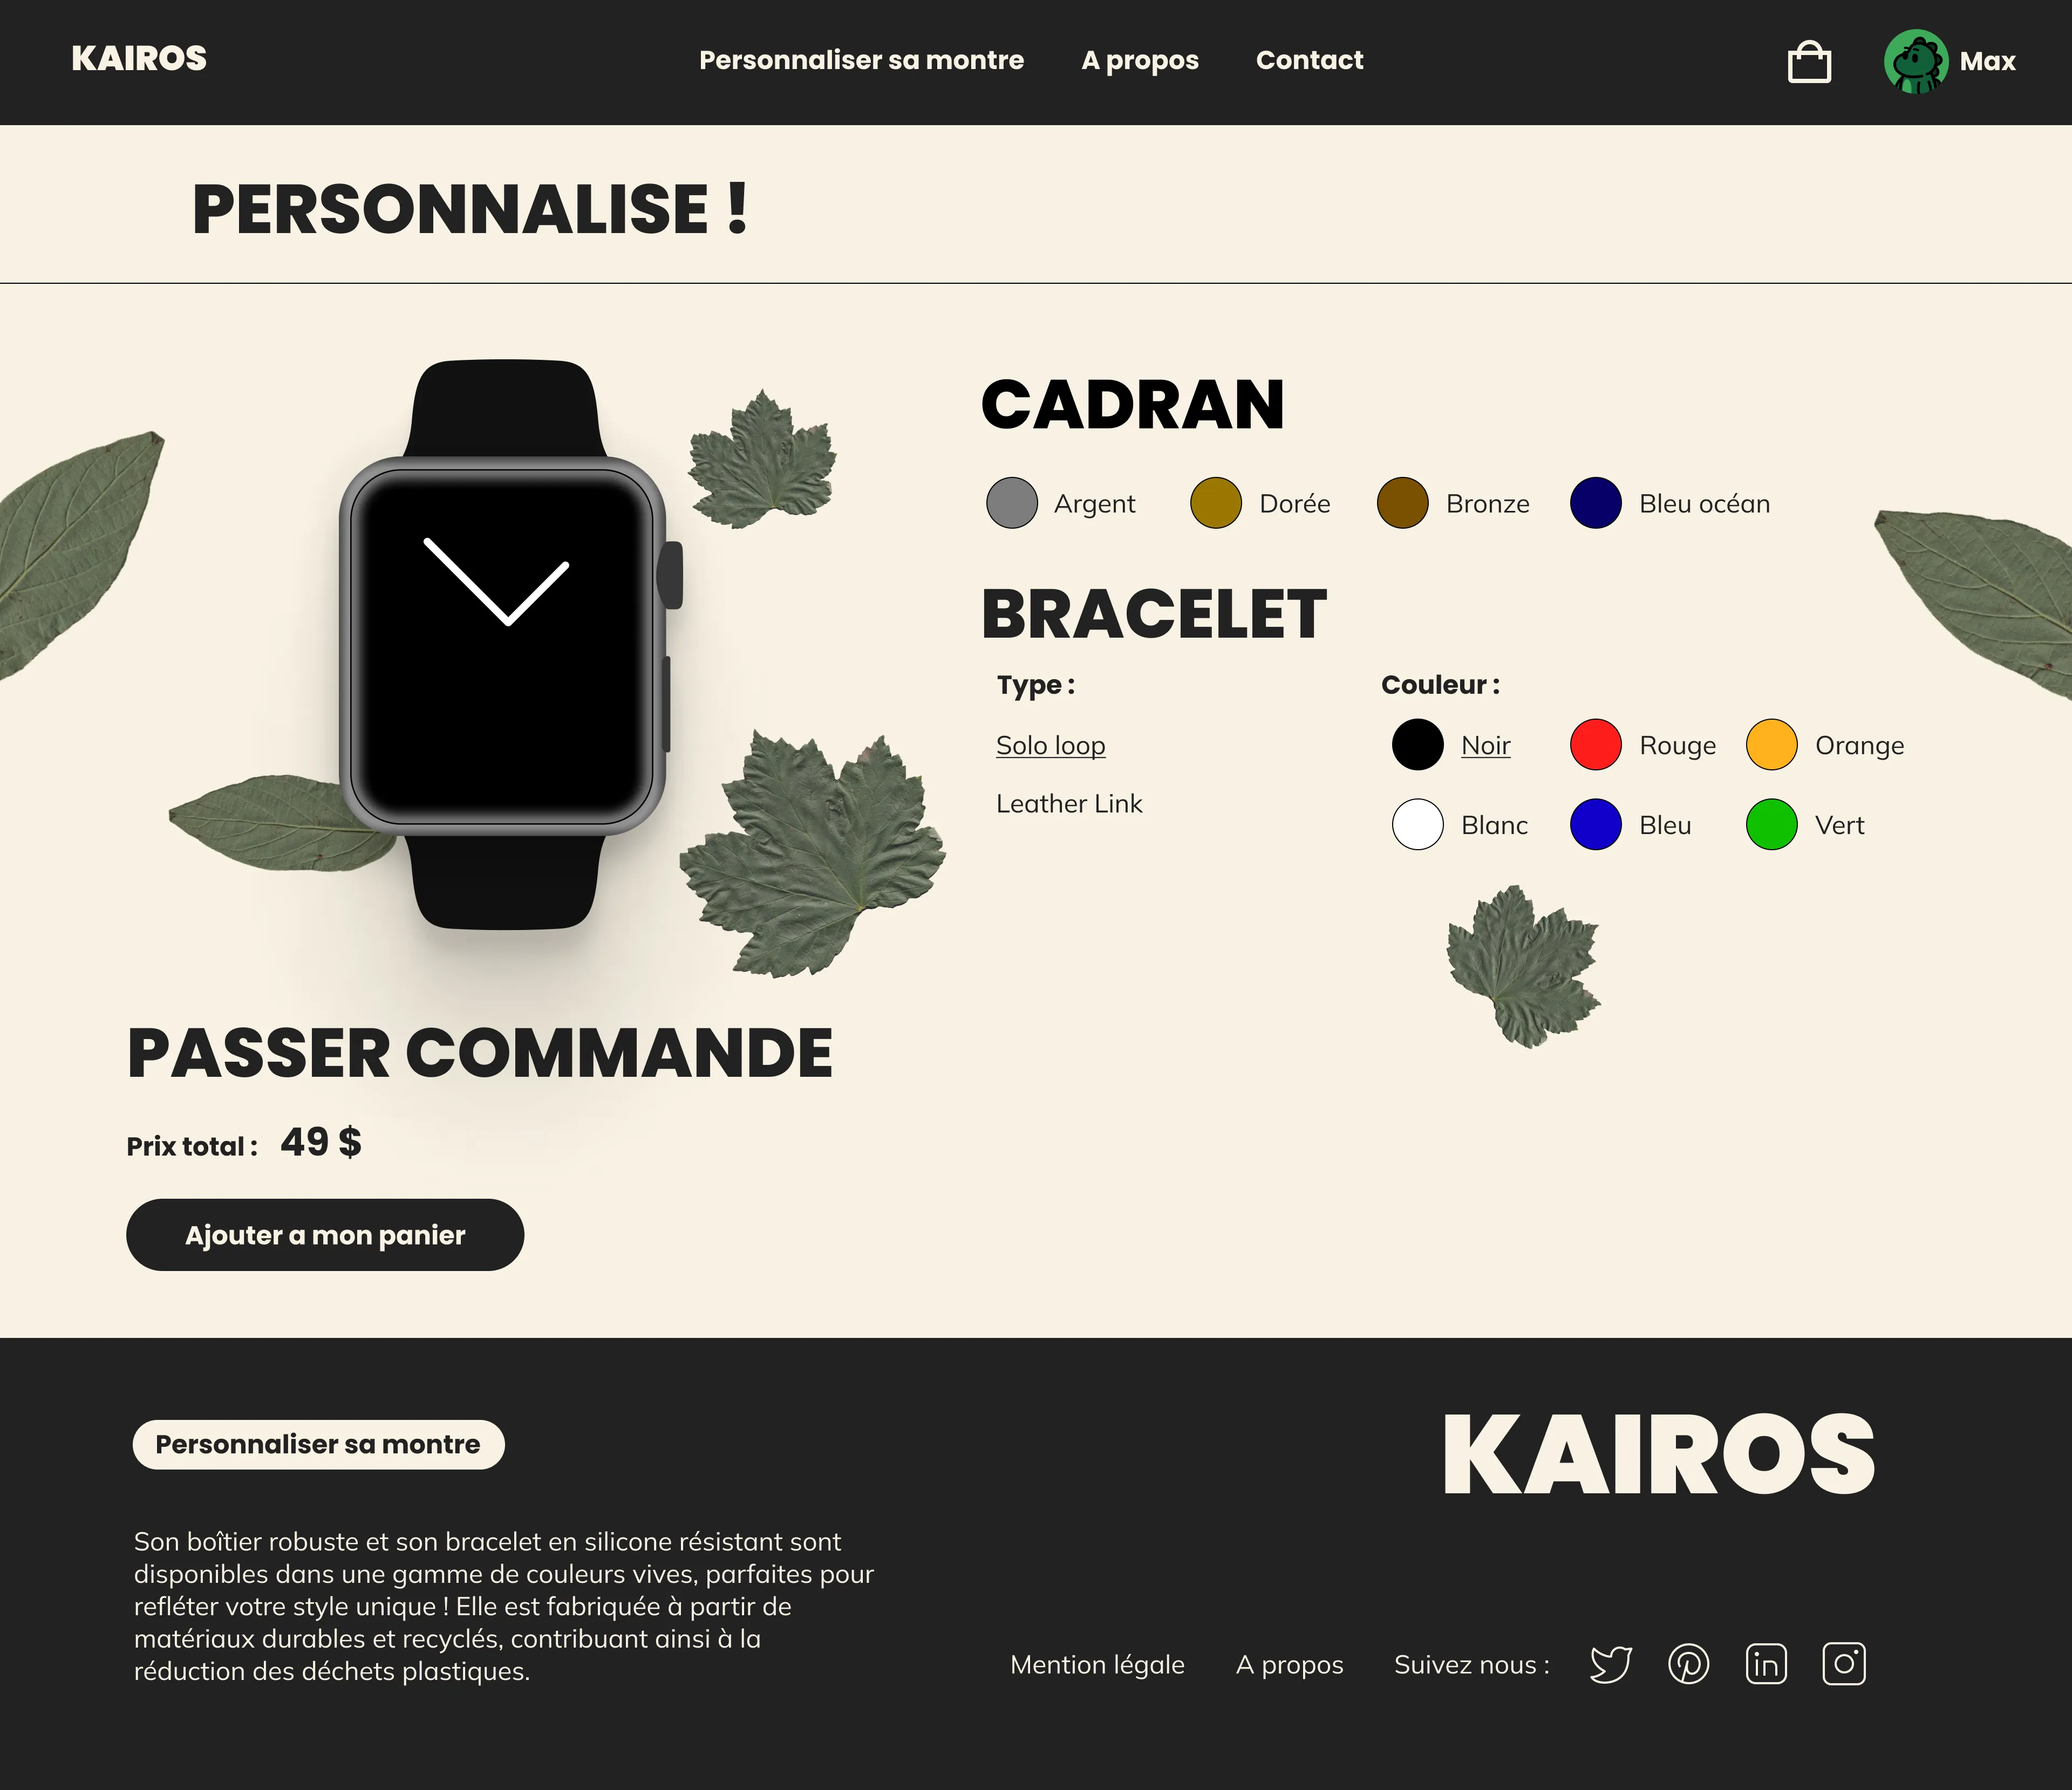 KAIROS
Personnaliser sa montre
A propos
Contact
Max
PERSONNALISE !
CADRAN
Argent
Dorée
Bronze
Bleu océan
BRACELET
Type :
Couleur :
Solo loop
Noir
Rouge
Orange
Leather Link
Blanc
Bleu
Vert
PASSER COMMANDE
Prix total : 49 $
Ajouter a mon panier
Personnaliser sa montre
KAIROS
Son boîtier robuste et son bracelet en silicone résistant sont
disponibles dans une gamme de couleurs vives, parfaites pour
refléter votre style unique ! Elle est fabriquée à partir de
matériaux durables et recyclés, contribuant ainsi à la
réduction des déchets plastiques.
Mention légale
A propos
Suivez nous :